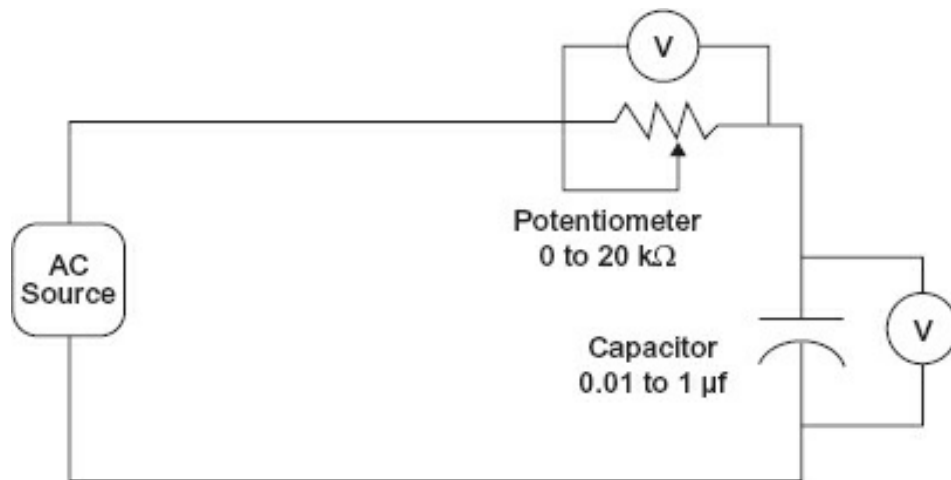 V
Potentiometer
0 to 20 kΩ
AC
Source
V
Capacitor
0.01 to 1 µf